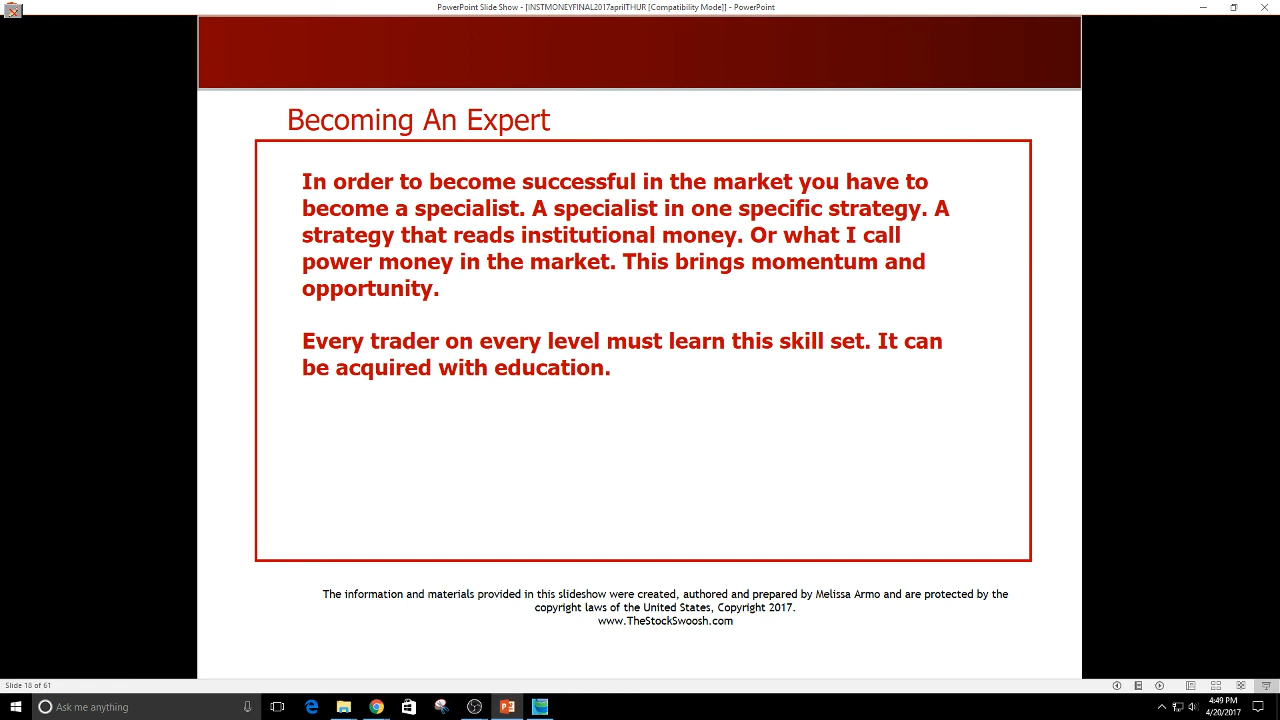 PowerPoint Slide Show - [INSTMONEYFINAL2017aprilTHUR [Compatibility Mode]] - PowerPoint
Becoming An Expert
In order to become successful in the market you have to
become a specialist. A specialist in one specific strategy. A
strategy that reads institutional money. Or what I call
power money in the market. This brings momentum and
opportunity.
Every trader on every level must learn this skill set. It can
be acquired with education.
The information and materials provided in this slideshow were created, authored and prepared by Melissa Armo and are protected by the
copyright laws of the United States, Copyright 2017.
www.TheStockSwoosh.com
Slide 18 of 61
Ask me anything
4:49 PM
4/20/2017